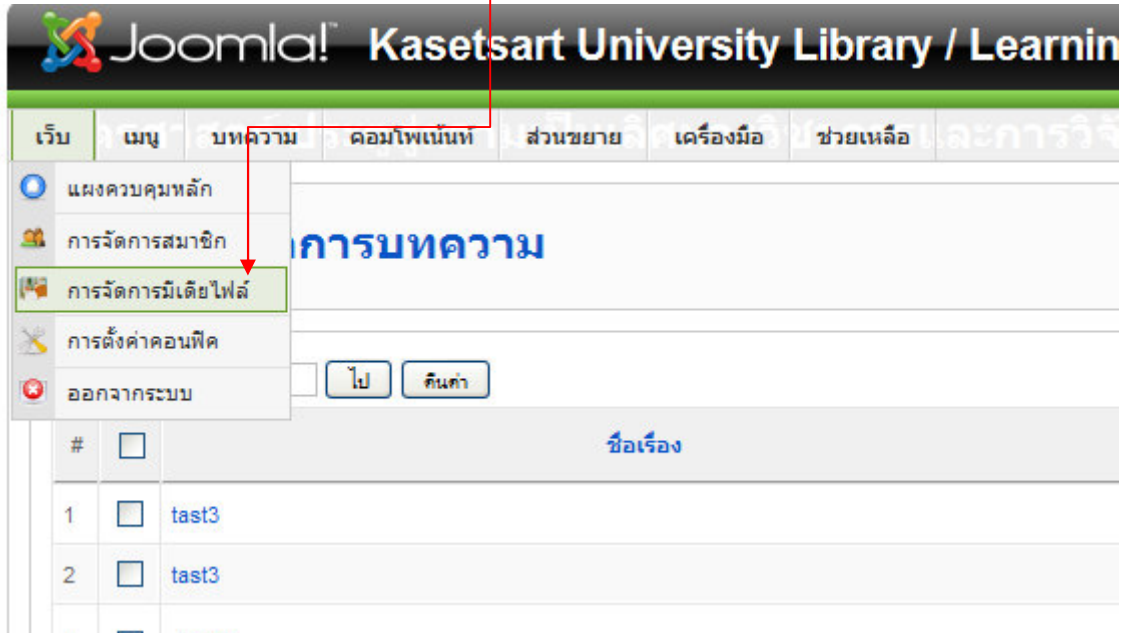 Joomla!™ Kasetsart University Library / Learnin
เว็บ เมนู บทความ คอมโพเน้นท์ ส่วนขยาย เครื่องมือ ช่วยเหลือ
แผงควบคุมหลัก
การจัดการสมาชิก
การบทความ
การจัดการมีเดียไฟล์
การตั้งค่าคอนฟิค
ไป คืนค่า
ออกจากระบบ
# ชื่อเรื่อง
1 tast3
2 tast3